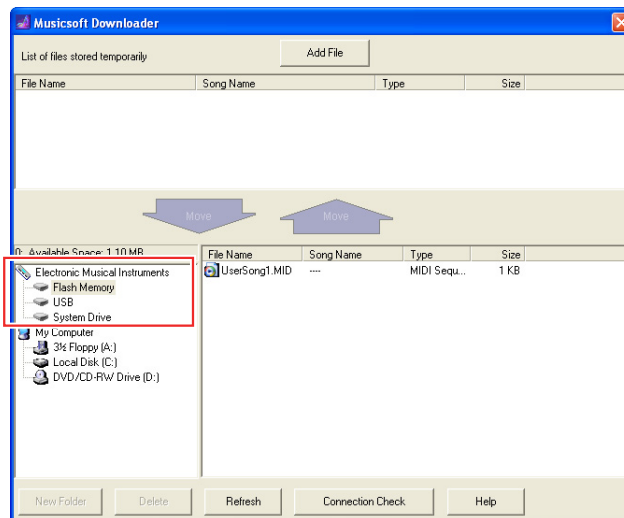 Musicsoft Downloader
List of files stored temporarily
Add File
File Name Song Name Type Size
Move Move
0: Available Space: 1.10 MB
File Name Song Name Type Size
UserSong1.MID ---- MIDI Sequ... 1 KB
Electronic Musical Instruments
Flash Memory
USB
System Drive
My Computer
3½ Floppy (A:)
Local Disk (C:)
DVD/CD-RW Drive (D:)
New Folder Delete Refresh Connection Check Help